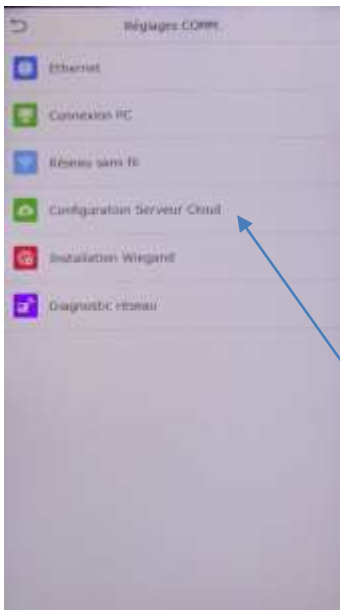 Réglages COMM.
Ethernet
Connexion PC
Réseau sans fil
Configuration Serveur Cloud
Installation Wiegand
Diagnostic réseau